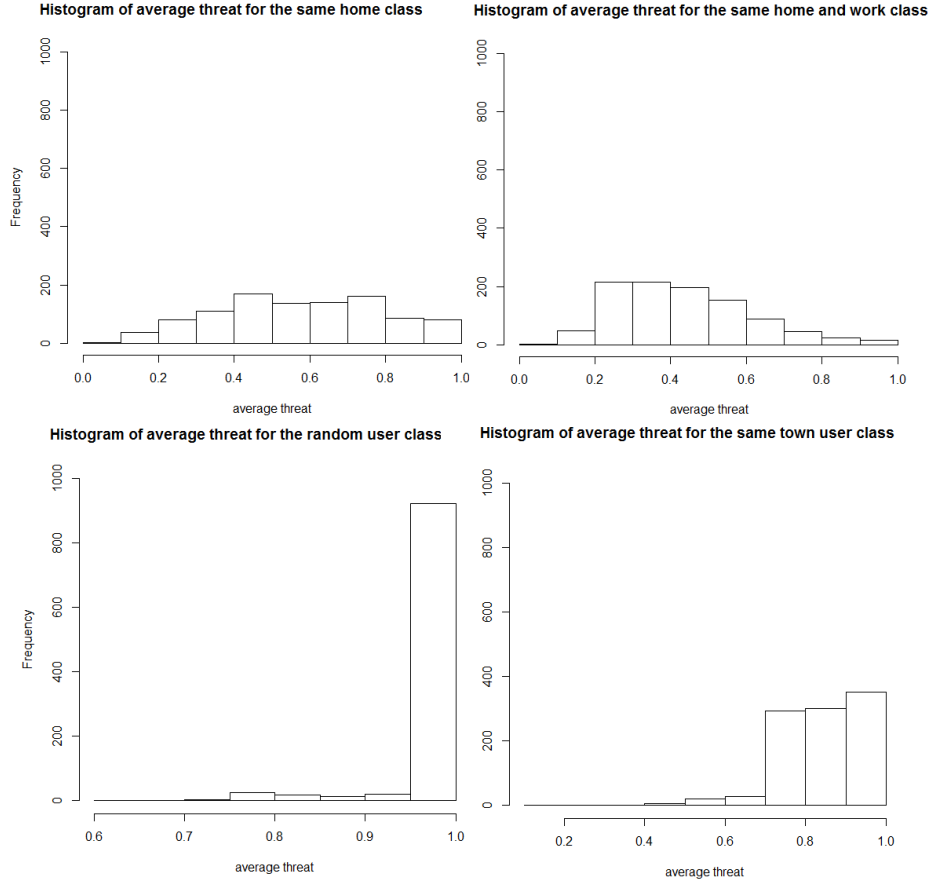 Histogram of average threat for the same home class
1000
800
600
400
200
0
Frequency
0.0 0.2 0.4 0.6 0.8 1.0
average threat
Histogram of average threat for the same home and work class
1000
800
600
400
200
0
0.0 0.2 0.4 0.6 0.8 1.0
average threat
Histogram of average threat for the random user class
1000
800
600
400
200
0
Frequency
0.6 0.7 0.8 0.9 1.0
average threat
Histogram of average threat for the same town user class
1000
800
600
400
200
0
0.2 0.4 0.6 0.8 1.0
average threat